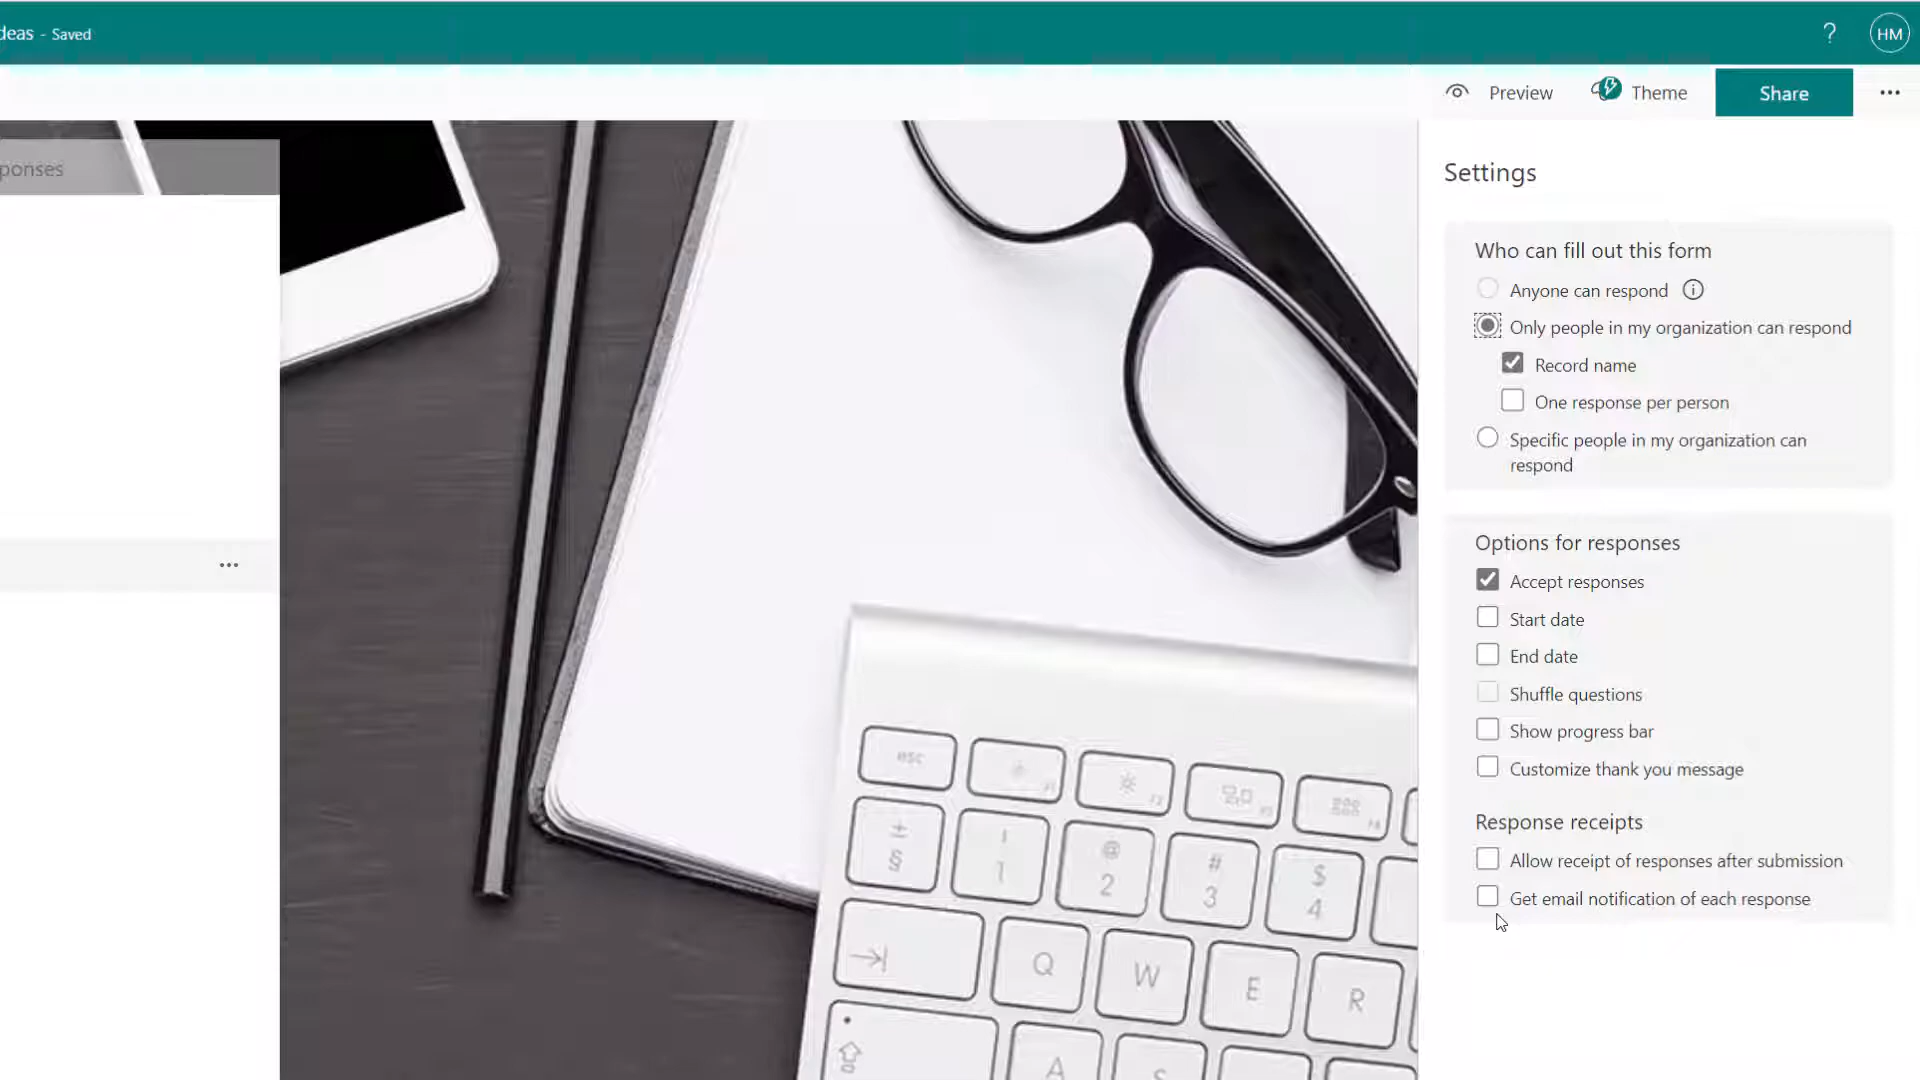 deas - Saved
?
HM
Preview
Theme
Share
...
ponses
Settings
Who can fill out this form
Anyone can respond
Only people in my organization can respond
Record name
One response per person
Specific people in my organization can
respond
Options for responses
Accept responses
Start date
End date
Shuffle questions
Show progress bar
Customize thank you message
Response receipts
Allow receipt of responses after submission
Get email notification of each response
...
esc
± ! @ # $
§ 1 2 3 4
Q W E R
A S